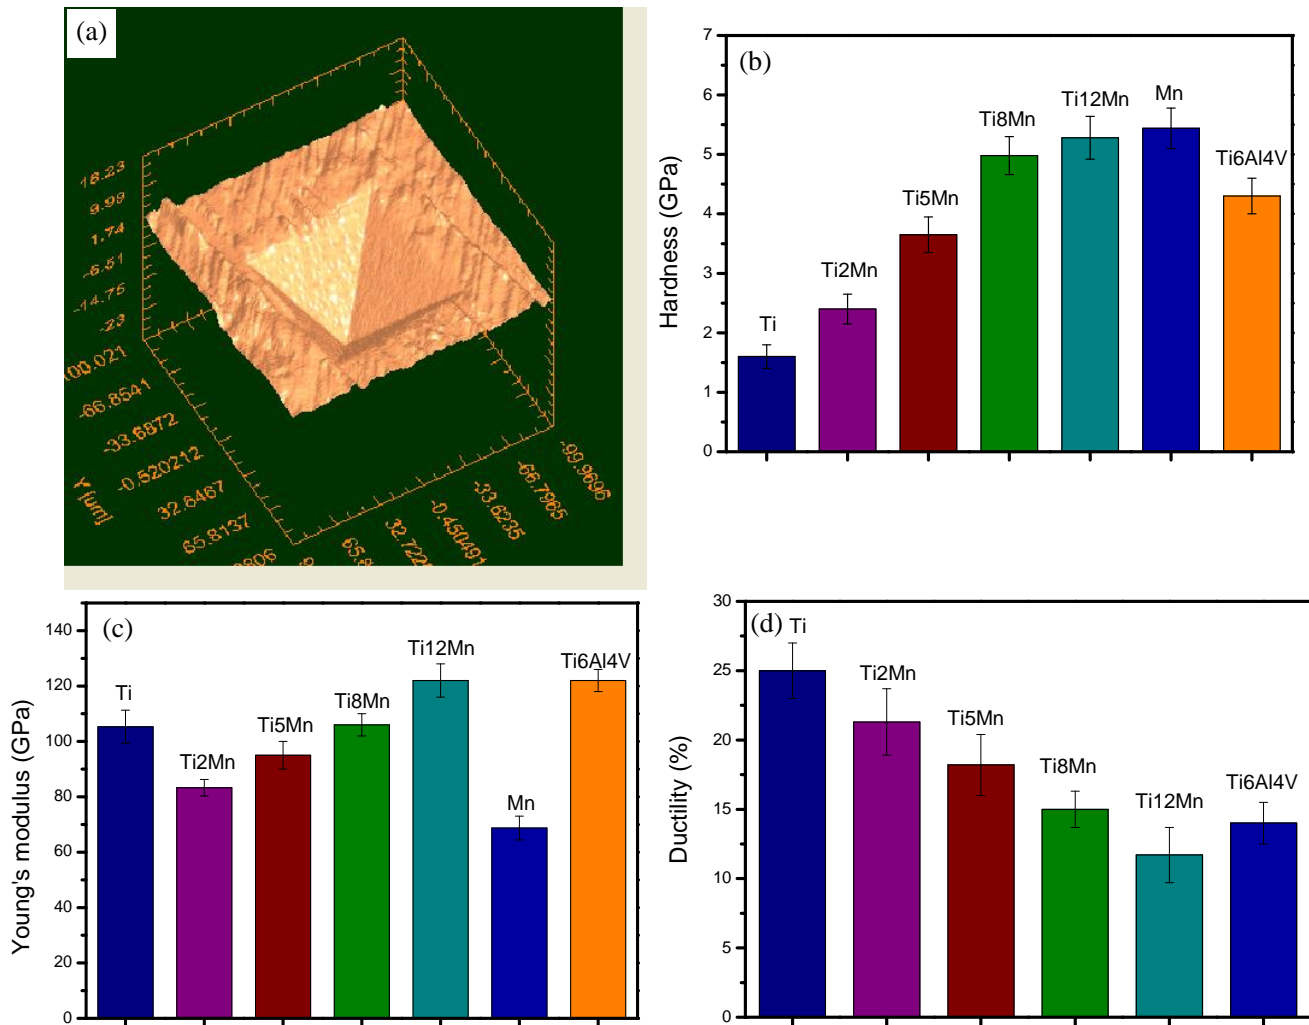 (a)
18.23
9.99
1.74
-6.51
-14.75
-23
-66.8541
-33.6872
-0.520212
32.6467
65.8137
Y [um]
-99.9696
-66.7965
-33.6235
-0.450491
(b)
Hardness (GPa)
7
6
5
4
3
2
1
0
Ti
Ti2Mn
Ti5Mn
Ti8Mn
Ti12Mn
Mn
Ti6Al4V
(c)
Young's modulus (GPa)
140
120
100
80
60
40
20
0
Ti
Ti2Mn
Ti5Mn
Ti8Mn
Ti12Mn
Mn
Ti6Al4V
(d)
Ductility (%)
30
25
20
15
10
5
0
Ti
Ti2Mn
Ti5Mn
Ti8Mn
Ti12Mn
Ti6Al4V